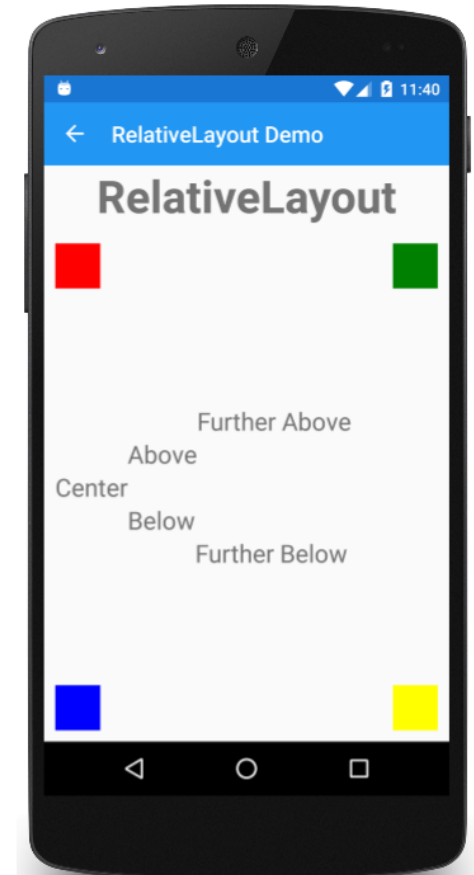 11:40
RelativeLayout Demo
RelativeLayout
Further Above
Above
Center
Below
Further Below